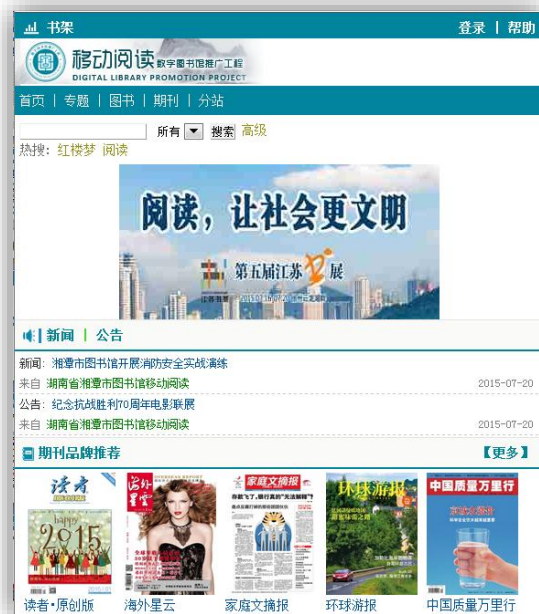 书架
登录 | 帮助
移动阅读 数字图书馆推广工程
DIGITAL LIBRARY PROMOTION PROJECT
首页 | 专题 | 图书 | 期刊 | 分站
所有 搜索 高级
热搜: 红楼梦 阅读
阅读，让社会更文明
第五届江苏书展
新闻 | 公告
新闻: 湘潭市图书馆开展消防安全实战演练
来自 湖南省湘潭市图书馆移动阅读 2015-07-20
公告: 纪念抗战胜利70周年电影联展
来自 湖南省湘潭市图书馆移动阅读 2015-07-20
期刊品牌推荐 【更多】
读者
happy
2015
海外星云
家庭文摘报
环球游报
中国质量万里行
读者·原创版 海外星云 家庭文摘报 环球游报 中国质量万里行